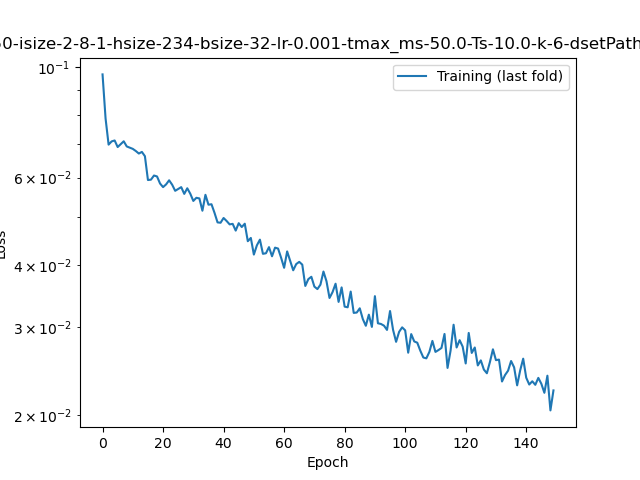 0-isize-2-8-1-hsize-234-bsize-32-lr-0.001-tmax_ms-50.0-Ts-10.0-k-6-dsetPath
Training (last fold)
10⁻¹
6 × 10⁻²
4 × 10⁻²
3 × 10⁻²
2 × 10⁻²
Loss
0 20 40 60 80 100 120 140
Epoch